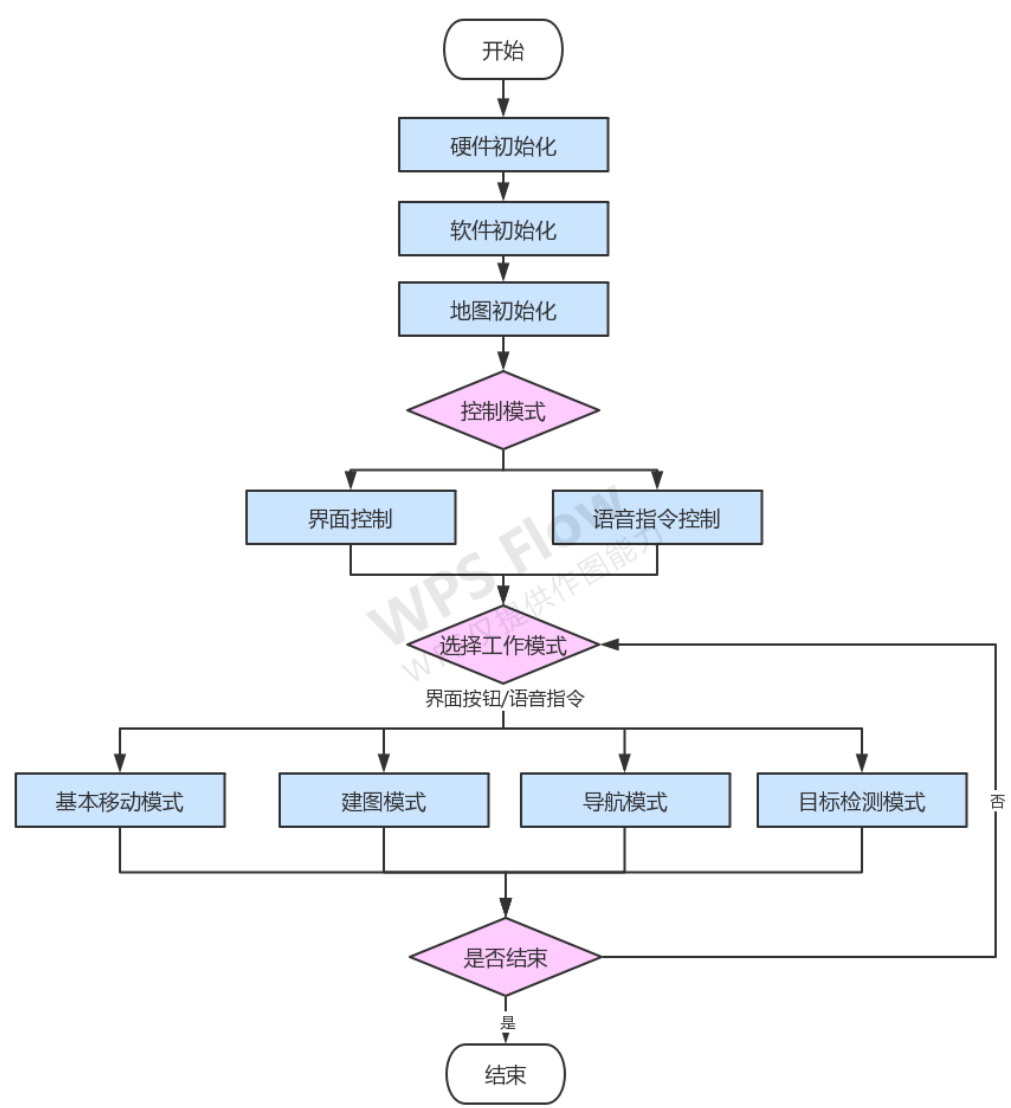 开始
硬件初始化
软件初始化
地图初始化
控制模式
界面控制
语音指令控制
WPS Flow
选择工作模式
界面按钮/语音指令
基本移动模式
建图模式
导航模式
目标检测模式
否
是否结束
是
结束